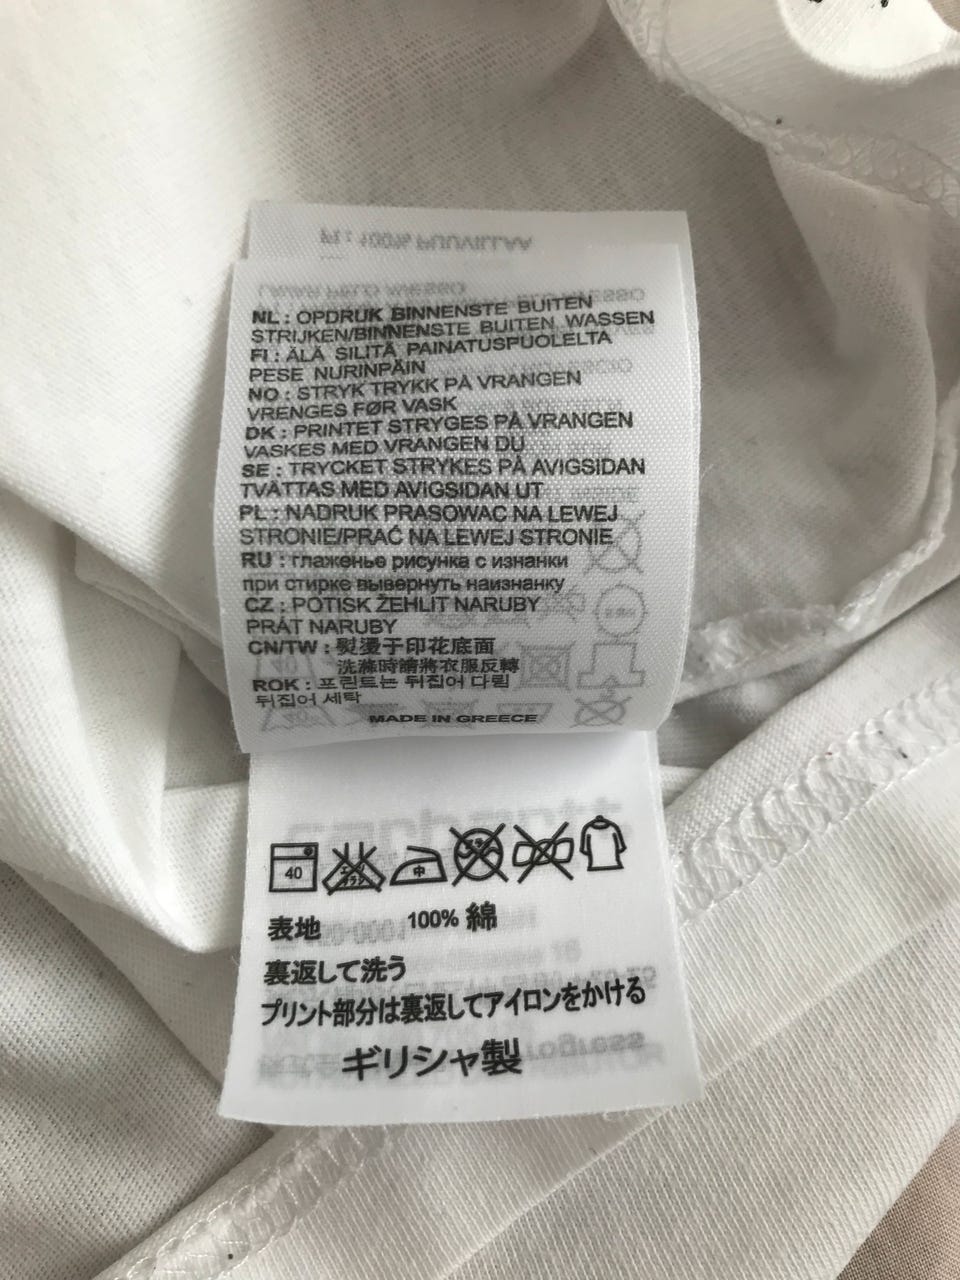 NL : OPDRUK BINNENSTE BUITEN
STRIJKEN/BINNENSTE BUITEN WASSEN
FI : ÄLÄ SILITÄ PAINATUSPUOLELTA
PESE NURINPÄIN
NO : STRYK TRYKK PÅ VRANGEN
VRENGES FØR VASK
DK : PRINTET STRYGES PÅ VRANGEN
VASKES MED VRANGEN DU
SE : TRYCKET STRYKES PÅ AVIGSIDAN
TVÄTTAS MED AVIGSIDAN UT
PL : NADRUK PRASOWAC NA LEWEJ
STRONIE/PRAĆ NA LEWEJ STRONIE
RU : глаженье рисунка с изнанки
при стирке вывернуть наизнанку
CZ : POTISK ŽEHLIT NARUBY
PRÁT NARUBY
CN/TW : 熨燙于印花底面
洗滌時請將衣服反轉
ROK : 프린트는 뒤집어 다림
뒤집어 세탁
MADE IN GREECE
40 中
表地 100% 綿
裏返して洗う
プリント部分は裏返してアイロンをかける
ギリシャ製